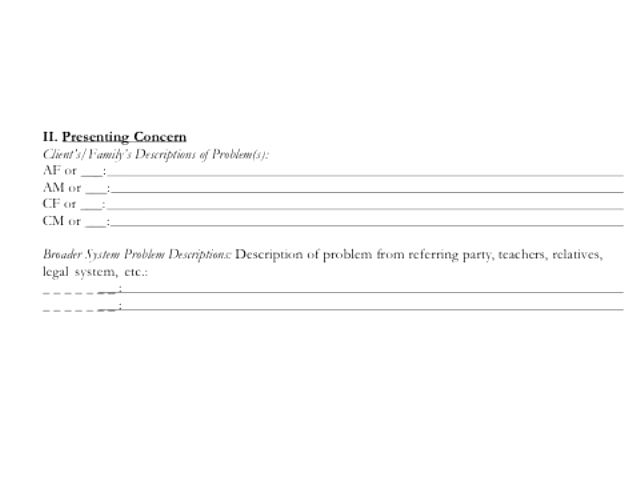 II. Presenting Concern
Client's/Family's Descriptions of Problem(s):
AF or ___:
AM or ___:
CF or ___:
CM or ___:
Broader System Problem Descriptions: Description of problem from referring party, teachers, relatives,
legal system, etc.:
_ _ _ _ _ ___:
_ _ _ _ _ ___: